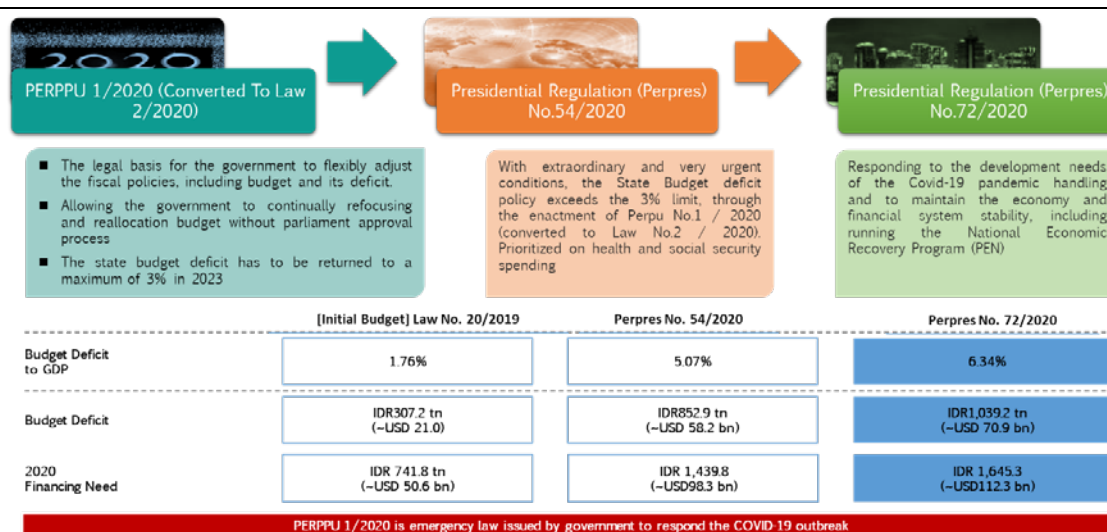 2020
PERPPU 1/2020 (Converted To Law
2/2020)
Presidential Regulation (Perpres)
No.54/2020
Presidential Regulation (Perpres)
No.72/2020
■ The legal basis for the government to flexibly adjust
the fiscal policies, including budget and its deficit.
■ Allowing the government to continually refocusing
and reallocation budget without parliament approval
process
■ The state budget deficit has to be returned to a
maximum of 3% in 2023
With extraordinary and very urgent
conditions, the State Budget deficit
policy exceeds the 3% limit, through
the enactment of Perpu No.1 / 2020
(converted to Law No.2 / 2020).
Prioritized on health and social security
spending
Responding to the development needs
of the Covid-19 pandemic handling
and to maintain the economy and
financial system stability, including
running the National Economic
Recovery Program (PEN)
[Initial Budget] Law No. 20/2019
Perpres No. 54/2020
Perpres No. 72/2020
Budget Deficit
to GDP
1.76%
5.07%
6.34%
Budget Deficit
IDR307.2 tn
(~USD 21.0)
IDR852.9 tn
(~USD 58.2 bn)
IDR1,039.2 tn
(~USD 70.9 bn)
2020
Financing Need
IDR 741.8 tn
(~USD 50.6 bn)
IDR 1,439.8
(~USD98.3 bn)
IDR 1,645.3
(~USD112.3 bn)
PERPPU 1/2020 is emergency law issued by government to respond the COVID-19 outbreak